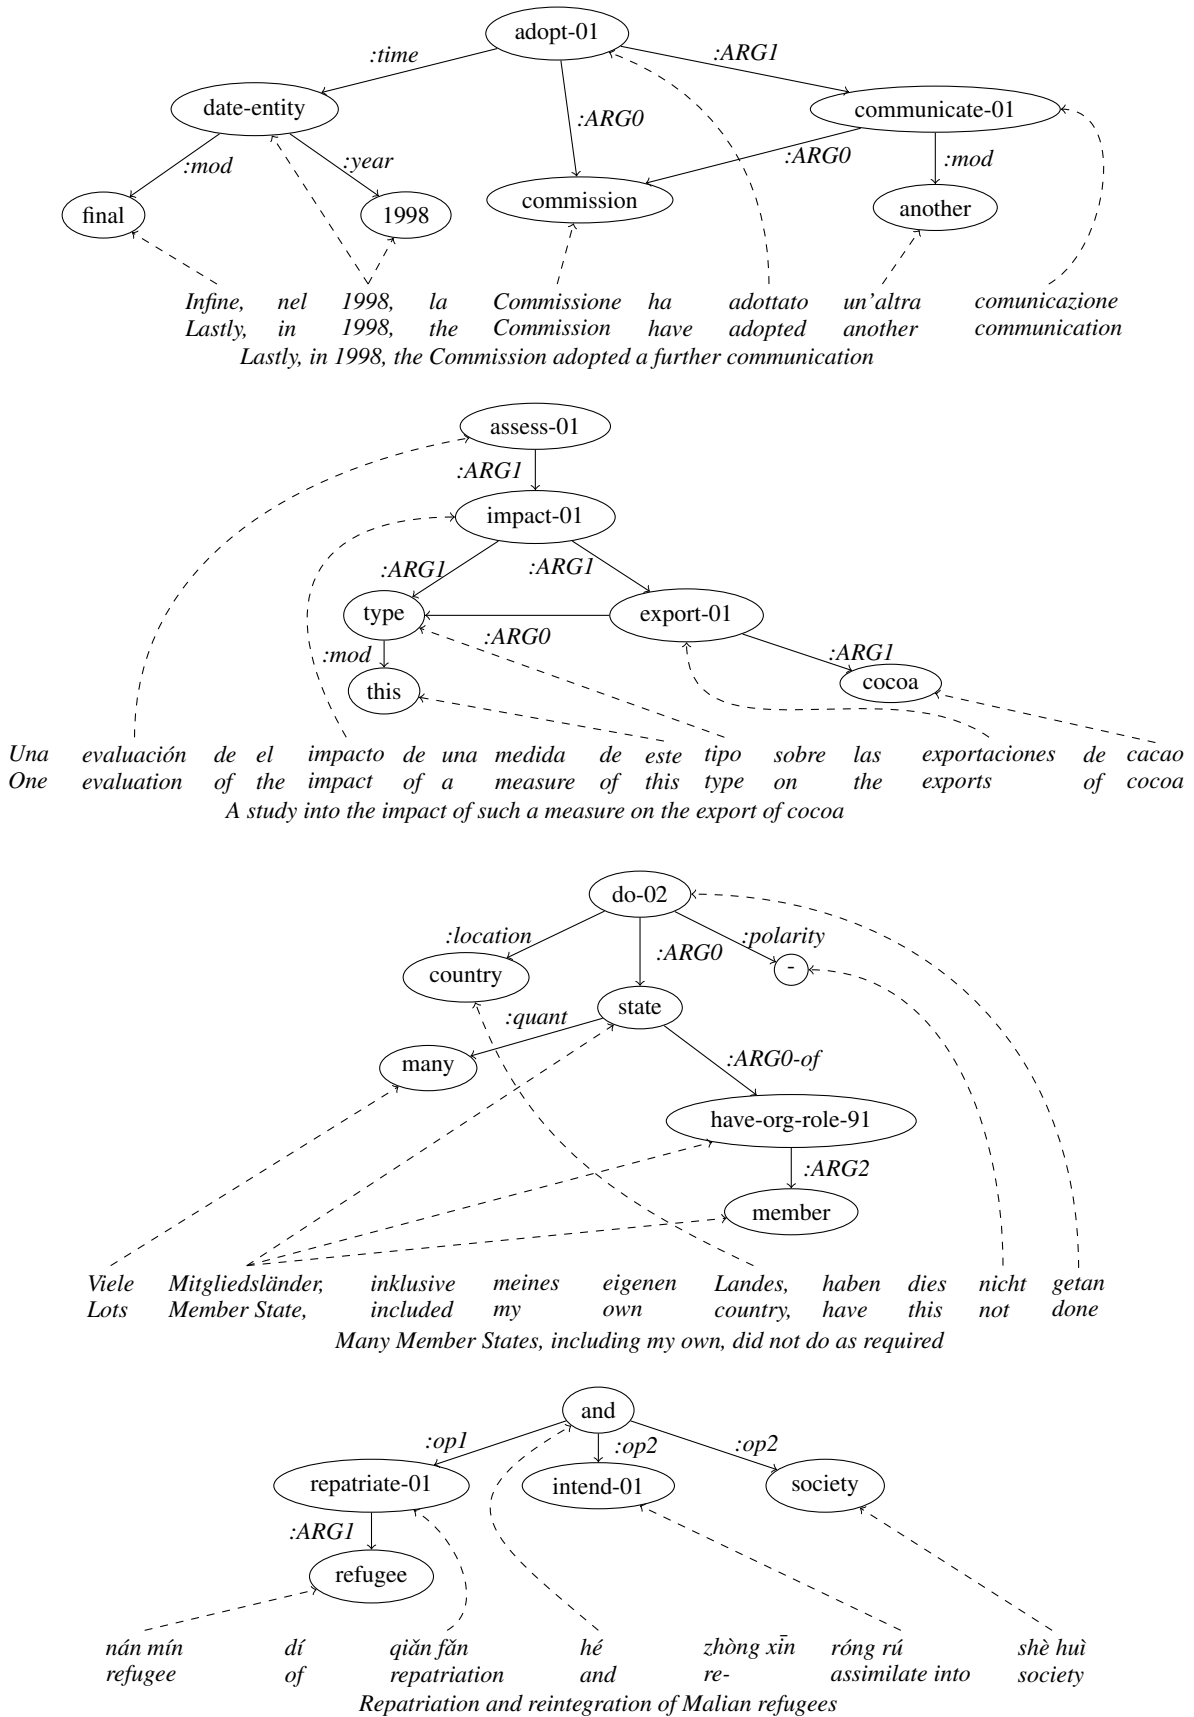 adopt-01
:time
:ARG1
date-entity
communicate-01
:ARG0
:mod
:year
:ARG0
:mod
final
1998
commission
another
Infine, nel 1998, la Commissione ha adottato un'altra comunicazione
Lastly, in 1998, the Commission have adopted another communication
Lastly, in 1998, the Commission adopted a further communication
assess-01
:ARG1
impact-01
:ARG1
:ARG1
type
export-01
:ARG0
:mod
:ARG1
this
cocoa
Una evaluación de el impacto de una medida de este tipo sobre las exportaciones de cacao
One evaluation of the impact of a measure of this type on the exports of cocoa
A study into the impact of such a measure on the export of cocoa
do-02
:location
:ARG0
:polarity
country
-
state
:quant
:ARG0-of
many
have-org-role-91
:ARG2
member
Viele Mitgliedsländer, inklusive meines eigenen Landes, haben dies nicht getan
Lots Member State, included my own country, have this not done
Many Member States, including my own, did not do as required
and
:op1
:op2
:op2
repatriate-01
intend-01
society
:ARG1
refugee
nán mín dí qiǎn fǎn hé zhòng xīn róng rú shè huì
refugee of repatriation and re- assimilate into society
Repatriation and reintegration of Malian refugees